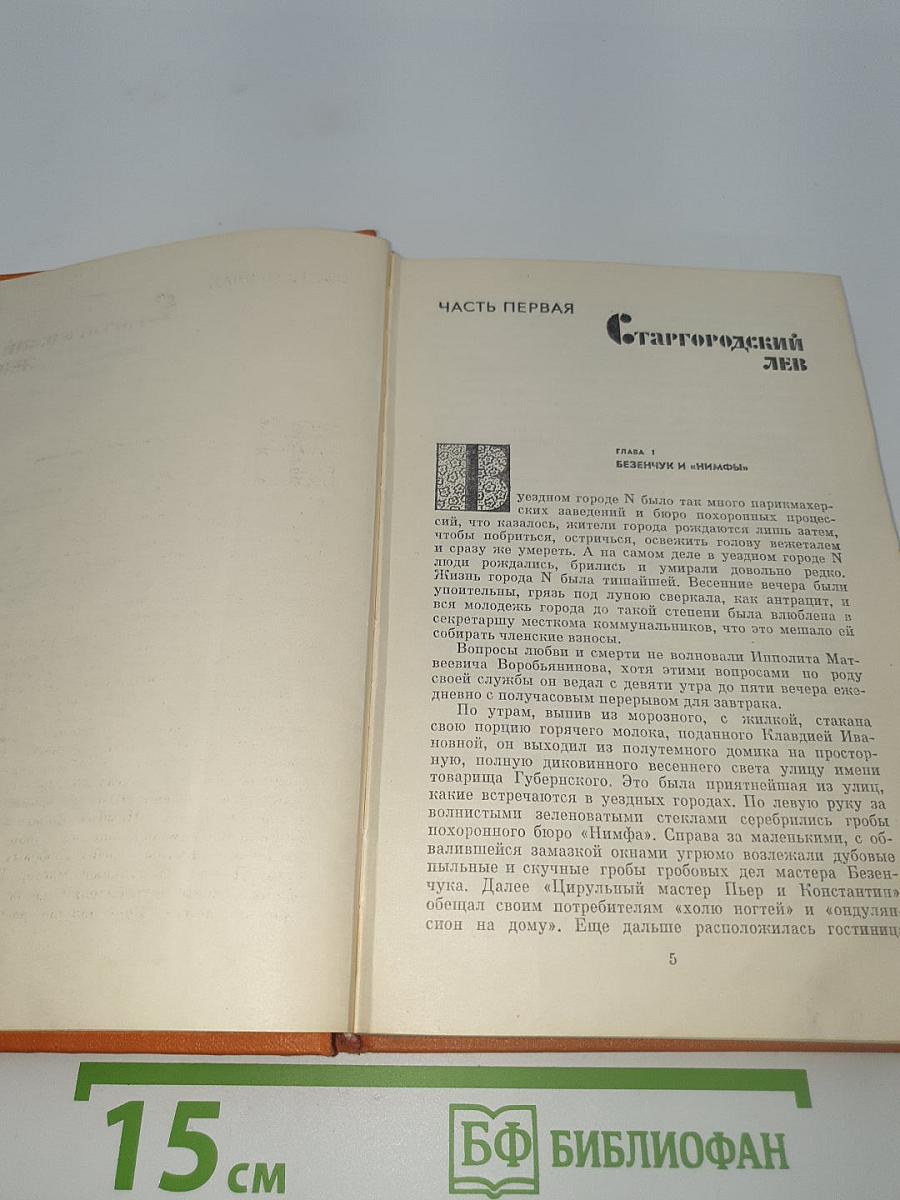 ЧАСТЬ ПЕРВАЯ
Старгородский
лев
ГЛАВА 1
БЕЗЕНЧУК И «НИМФЫ»
В уездном городе N было так много парикмахер-
ских заведений и бюро похоронных процес-
сий, что казалось, жители города рождаются лишь затем,
чтобы побриться, остричься, освежить голову вежеталем
и сразу же умереть. А на самом деле в уездном городе N
люди рождались, брились и умирали довольно редко.
Жизнь города N была тишайшей. Весенние вечера были
упоительны, грязь под луною сверкала, как антрацит, и
вся молодежь города до такой степени была влюблена в
секретаршу месткома коммунальников, что это мешало ей
собирать членские взносы.
Вопросы любви и смерти не волновали Ипполита Мат-
веевича Воробьянинова, хотя этими вопросами по роду
своей службы он ведал с девяти утра до пяти вечера еже-
дневно с получасовым перерывом для завтрака.
По утрам, выпив из морозного, с жилкой, стакана
свою порцию горячего молока, поданного Клавдией Ива-
новной, он выходил из полутемного домика на простор-
ную, полную диковинного весеннего света улицу имени
товарища Губернского. Это была приятнейшая из улиц,
какие встречаются в уездных городах. По левую руку за
волнистыми зеленоватыми стеклами серебрились гробы
похоронного бюро «Нимфа». Справа за маленькими, с об-
валившейся замазкой окнами угрюмо возлежали дубовые
пыльные и скучные гробы гробовых дел мастера Безен-
чука. Далее «Цирульный мастер Пьер и Константин»
обещал своим потребителям «холю ногтей» и «ондулян-
сион на дому». Еще дальше расположилась гостиница
5
15 см
БФ БИБЛИОФАН